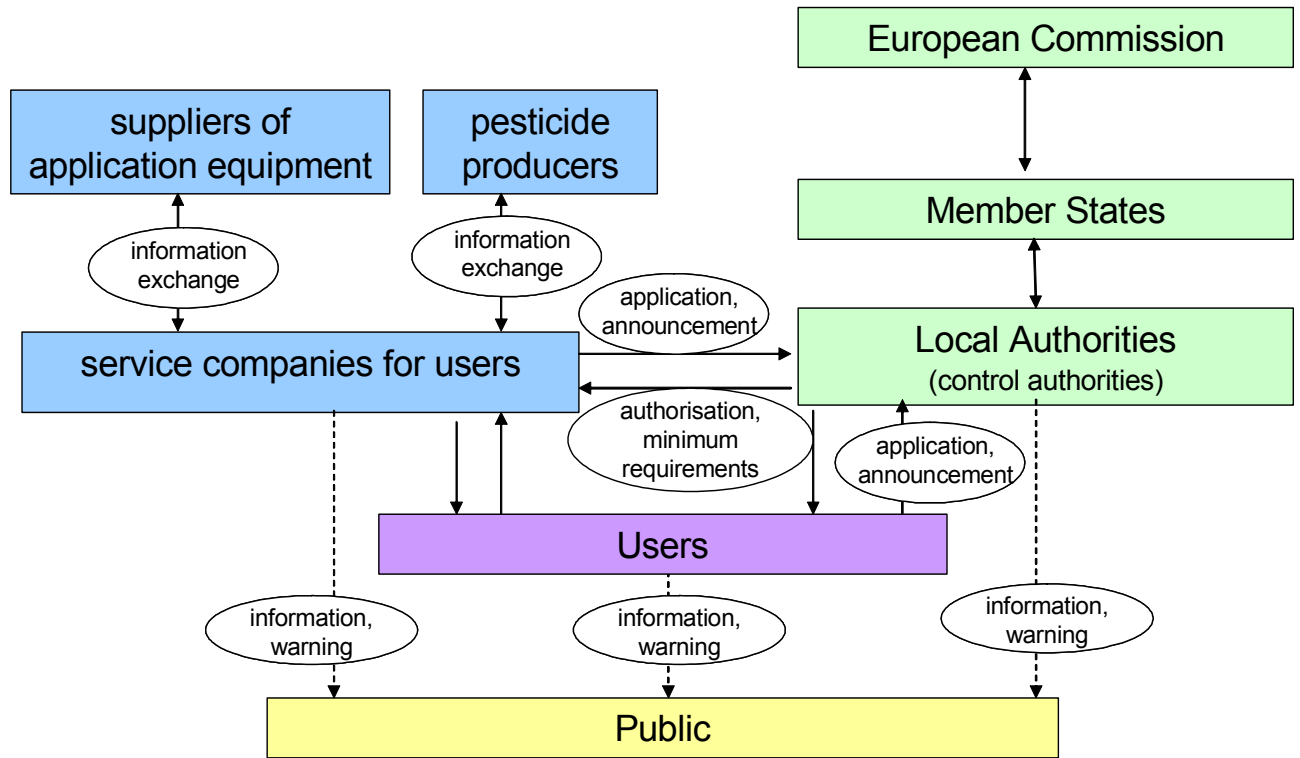 European Commission
suppliers of
application equipment
pesticide
producers
Member States
information
exchange
information
exchange
application,
announcement
service companies for users
Local Authorities
(control authorities)
authorisation,
minimum
requirements
application,
announcement
Users
information,
warning
information,
warning
information,
warning
Public